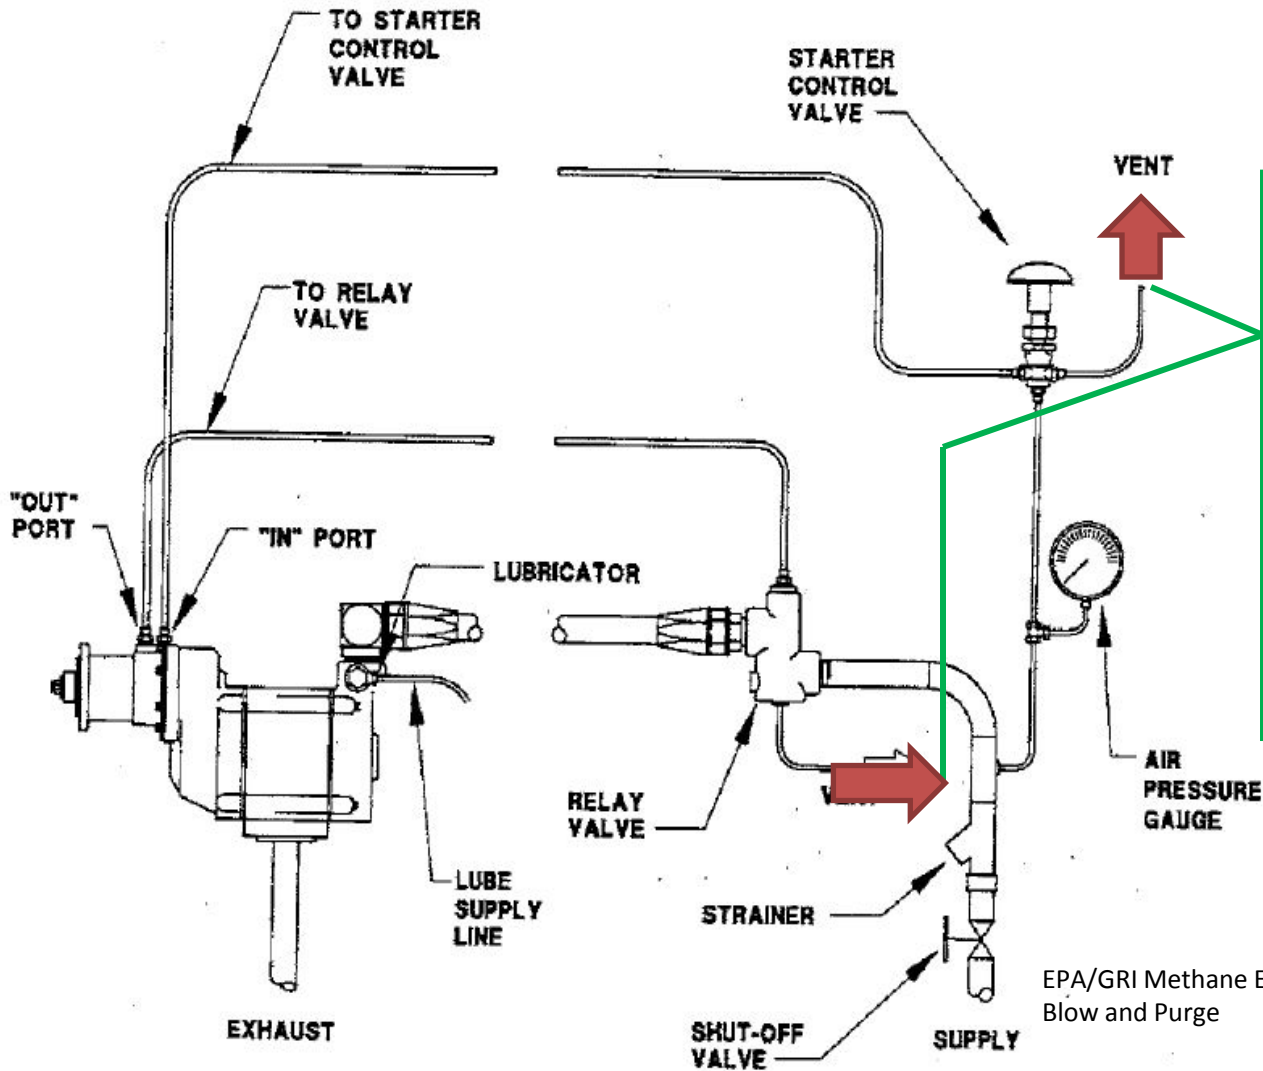 TO STARTER
CONTROL
VALVE
STARTER
CONTROL
VALVE
VENT
TO RELAY
VALVE
"OUT"
PORT
"IN" PORT
LUBRICATOR
AIR
PRESSURE
GAUGE
RELAY
VALVE
LUBE
SUPPLY
LINE
STRAINER
EXHAUST
SHUT-OFF
VALVE
SUPPLY
EPA/GRI Methane E
Blow and Purge